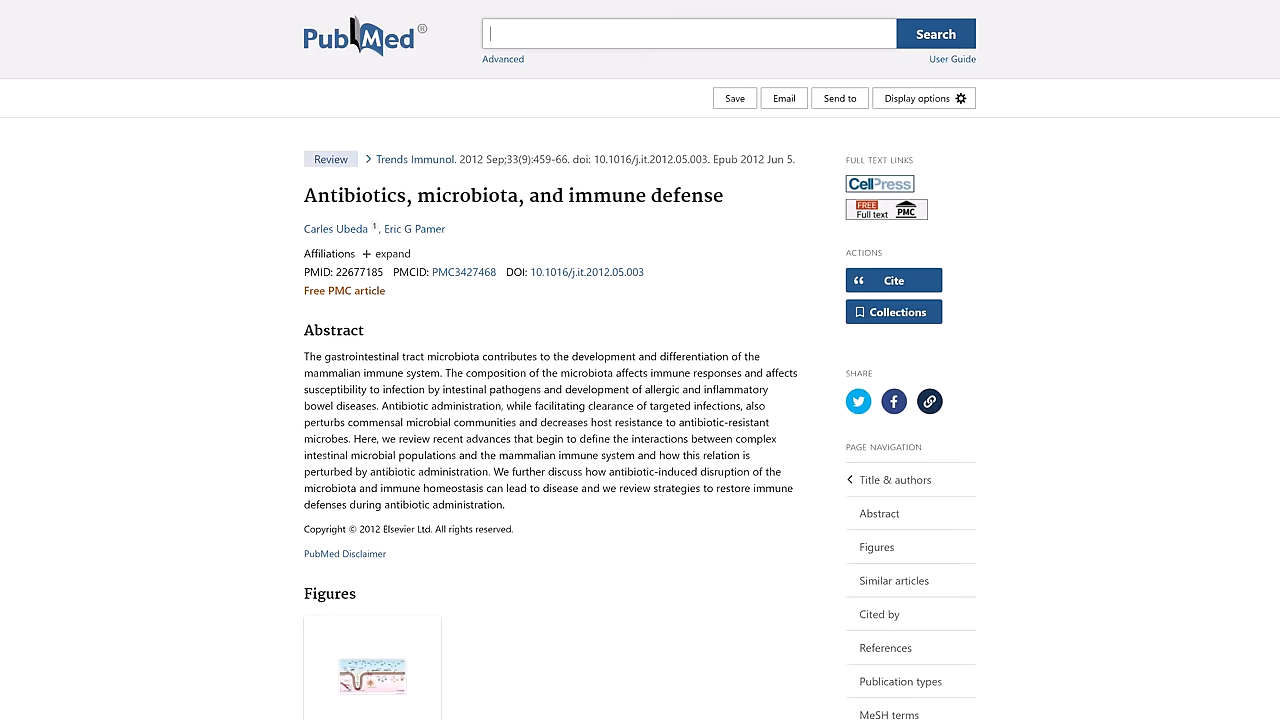 PubMed®
Search
Advanced
User Guide
Save
Email
Send to
Display options
Review
Trends Immunol. 2012 Sep;33(9):459-66. doi: 10.1016/j.it.2012.05.003. Epub 2012 Jun 5.
Antibiotics, microbiota, and immune defense
Carles Ubeda 1, Eric G Pamer
Affiliations + expand
PMID: 22677185 PMCID: PMC3427468 DOI: 10.1016/j.it.2012.05.003
Free PMC article
Abstract
The gastrointestinal tract microbiota contributes to the development and differentiation of the
mammalian immune system. The composition of the microbiota affects immune responses and affects
susceptibility to infection by intestinal pathogens and development of allergic and inflammatory
bowel diseases. Antibiotic administration, while facilitating clearance of targeted infections, also
perturbs commensal microbial communities and decreases host resistance to antibiotic-resistant
microbes. Here, we review recent advances that begin to define the interactions between complex
intestinal microbial populations and the mammalian immune system and how this relation is
perturbed by antibiotic administration. We further discuss how antibiotic-induced disruption of the
microbiota and immune homeostasis can lead to disease and we review strategies to restore immune
defenses during antibiotic administration.
Copyright © 2012 Elsevier Ltd. All rights reserved.
PubMed Disclaimer
Figures
FULL TEXT LINKS
CellPress
FREE
Full text PMC
ACTIONS
Cite
Collections
SHARE
PAGE NAVIGATION
Title & authors
Abstract
Figures
Similar articles
Cited by
References
Publication types
MeSH terms